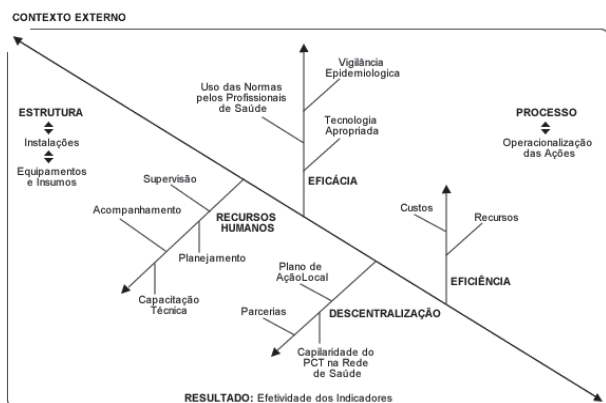 CONTEXTO EXTERNO
ESTRUTURA
Instalações
Equipamentos
e Insumos
Uso das Normas
pelos Profissionais
de Saúde
Vigilância
Epidemiologica
Tecnologia
Apropriada
EFICÁCIA
PROCESSO
Operacionalização
das Ações
Supervisão
Acompanhamento
RECURSOS
HUMANOS
Planejamento
Capacitação
Técnica
Custos
Recursos
EFICIÊNCIA
Plano de
AçãoLocal
Parcerias
DESCENTRALIZAÇÃO
Capilaridade do
PCT na Rede
de Saúde
RESULTADO: Efetividade dos Indicadores